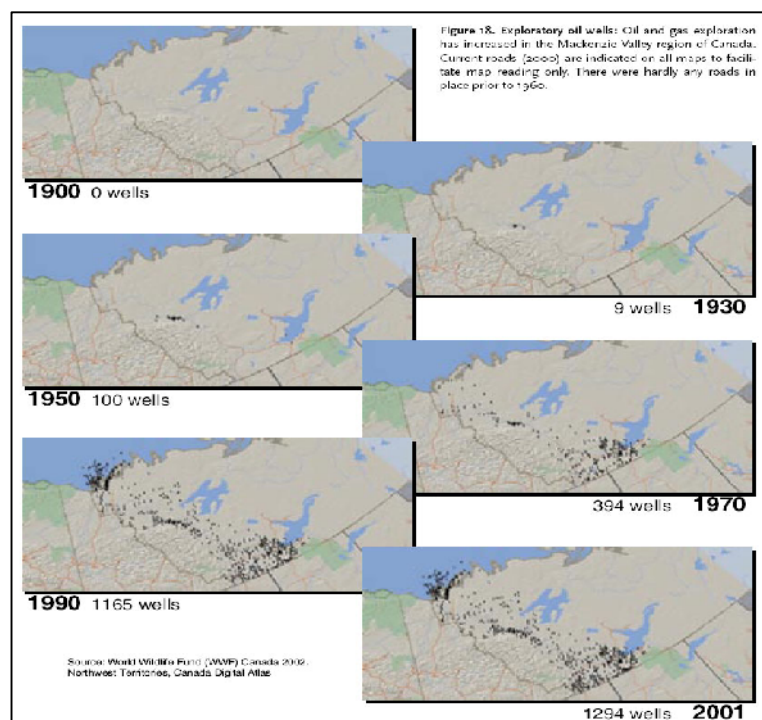 Figure 18. Exploratory oil wells: Oil and gas exploration
has increased in the Mackenzie Valley region of Canada.
Current roads (2000) are indicated on all maps to facili-
tate map reading only. There were hardly any roads in
place prior to 1960.
1900 0 wells
9 wells 1930
1950 100 wells
394 wells 1970
1990 1165 wells
Source: World Wildlife Fund (WWF) Canada 2002.
Northwest Territories, Canada Digital Atlas
1294 wells 2001